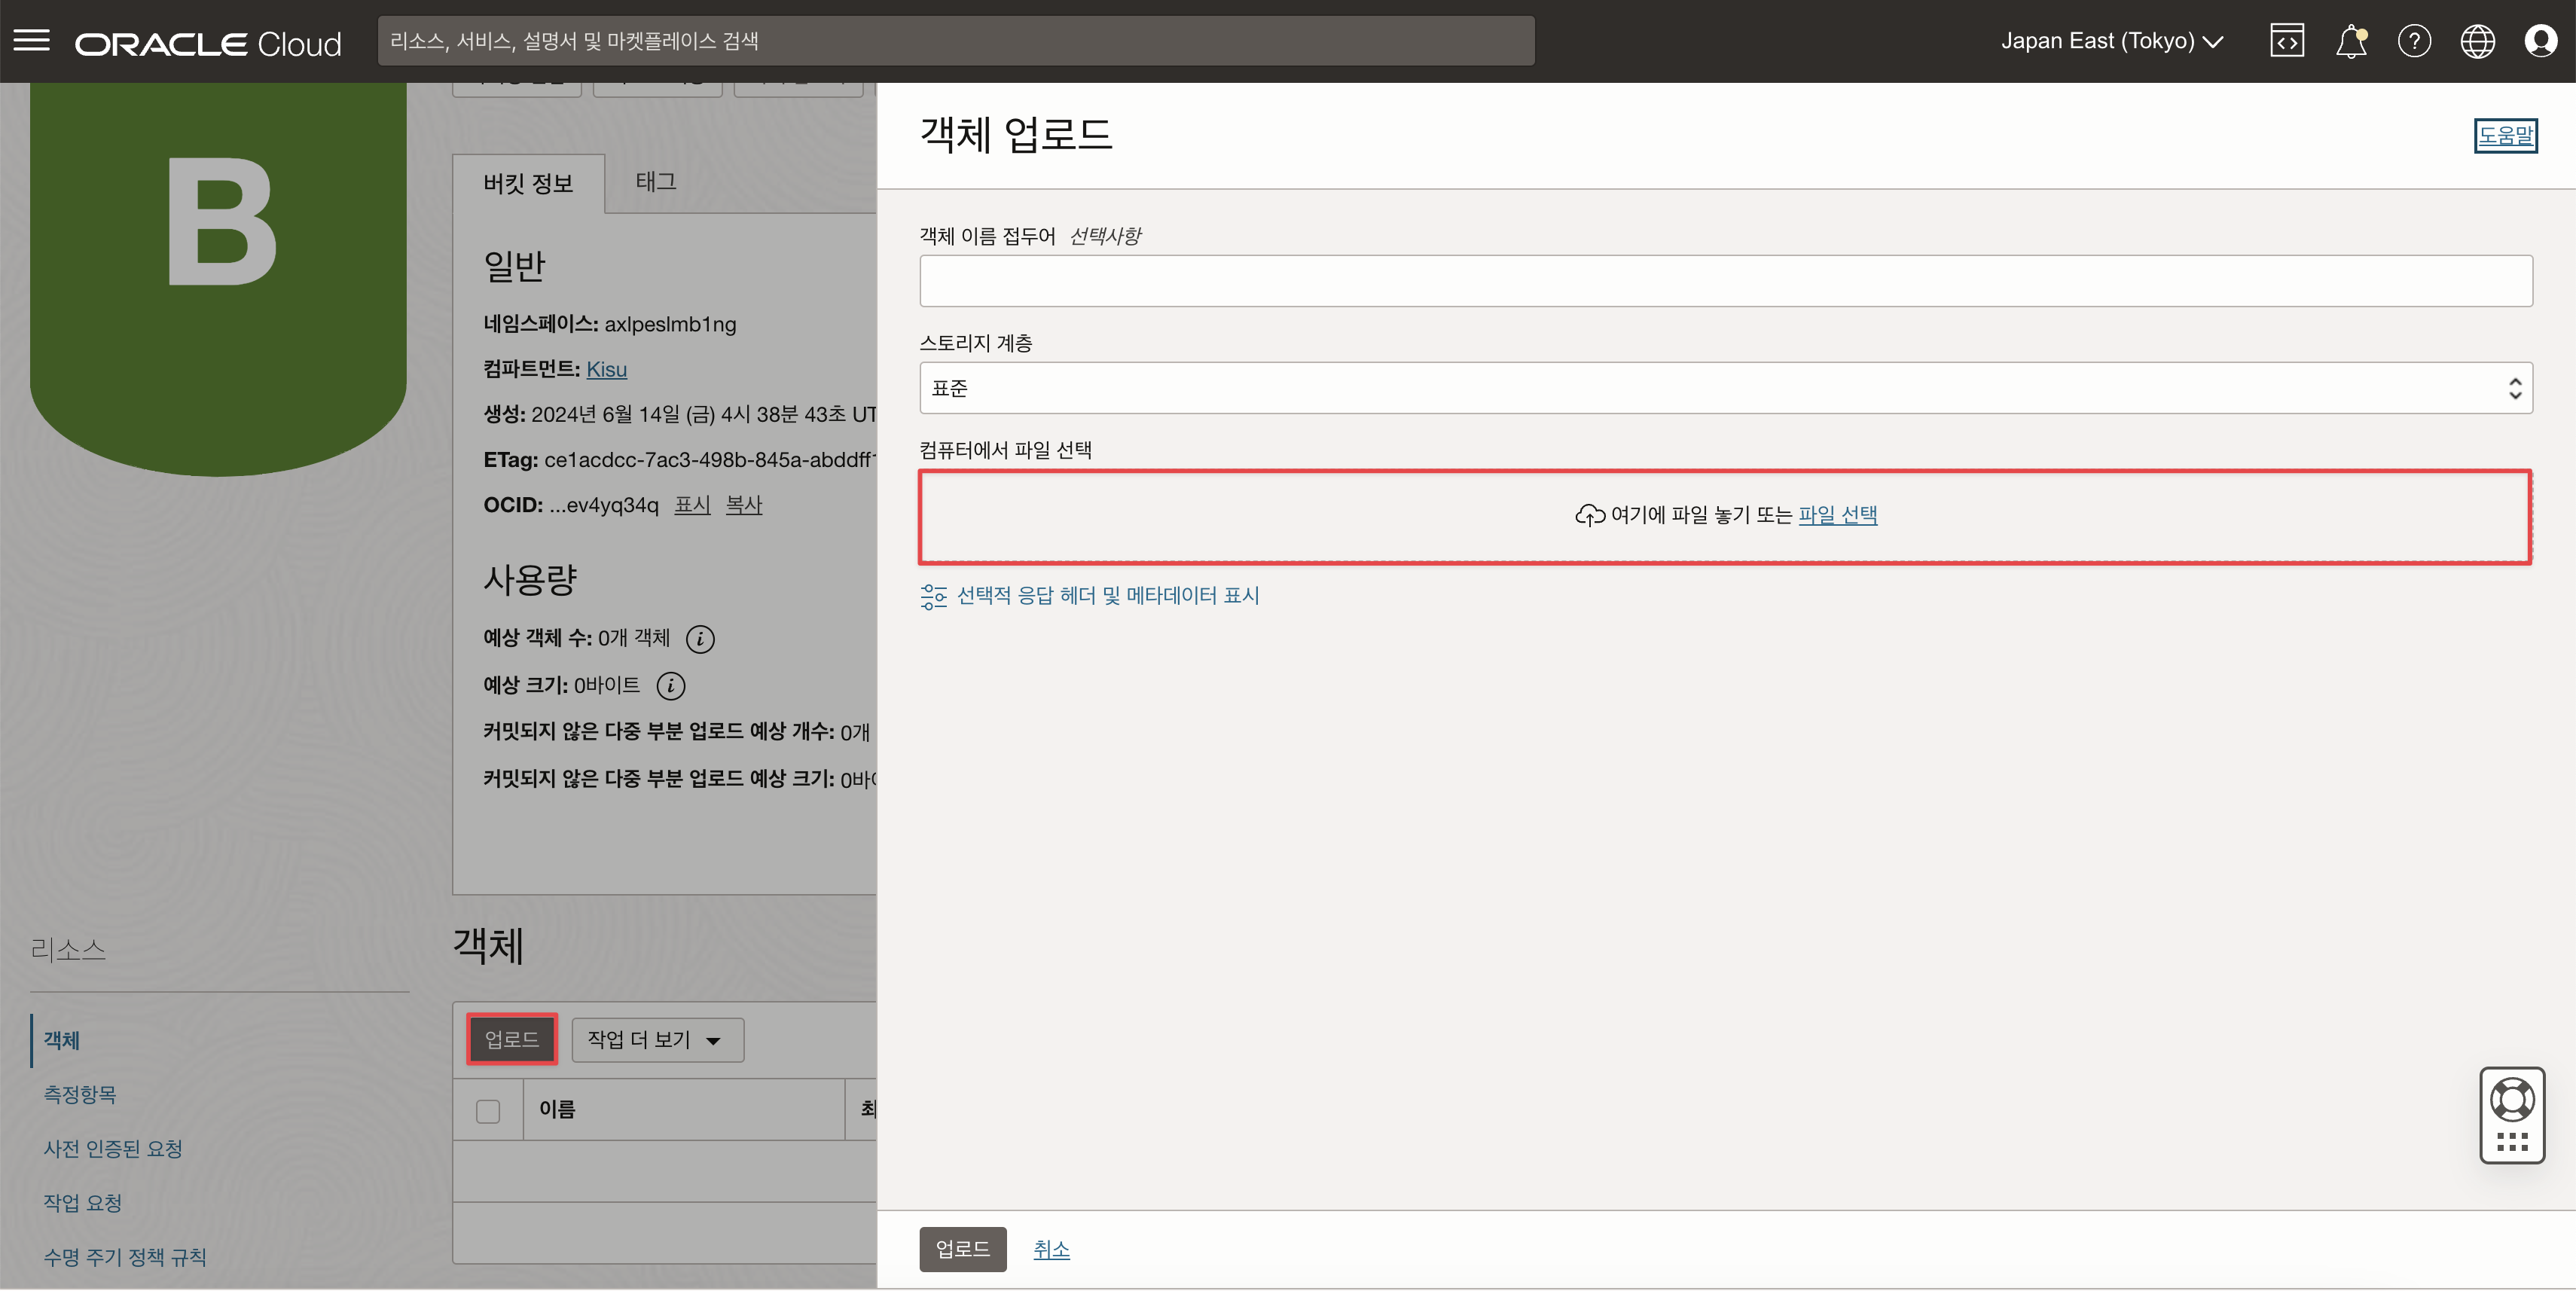 ORACLE Cloud
리소스, 서비스, 설명서 및 마켓플레이스 검색
Japan East (Tokyo)
B
버킷 정보
태그
일반
네임스페이스: axlpeslmb1ng
컴파트먼트: Kisu
생성: 2024년 6월 14일 (금) 4시 38분 43초 UT
ETag: ce1acdcc-7ac3-498b-845a-abddff
OCID: ...ev4yq34q 표시 복사
사용량
예상 객체 수: 0개 객체
예상 크기: 0바이트
커밋되지 않은 다중 부분 업로드 예상 개수: 0개
커밋되지 않은 다중 부분 업로드 예상 크기: 0바
리소스
객체
측정항목
사전 인증된 요청
작업 요청
수명 주기 정책 규칙
객체
업로드
작업 더 보기
이름
최
객체 업로드
도움말
객체 이름 접두어 선택사항
스토리지 계층
표준
컴퓨터에서 파일 선택
여기에 파일 놓기 또는 파일 선택
선택적 응답 헤더 및 메타데이터 표시
업로드
취소